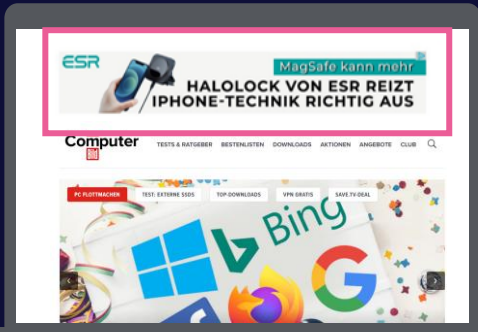 ESR
MagSafe kann mehr
HALOLOCK VON ESR REIZT
IPHONE-TECHNIK RICHTIG AUS
Computer
Bild
TESTS & RATGEBER BESTENLISTEN DOWNLOADS AKTIONEN ANGEBOTE CLUB
PC FLOTTMACHEN TEST: EXTERNE SSDS TOP-DOWNLOADS VPN GRATIS SAVE.TV-DEAL
Bing